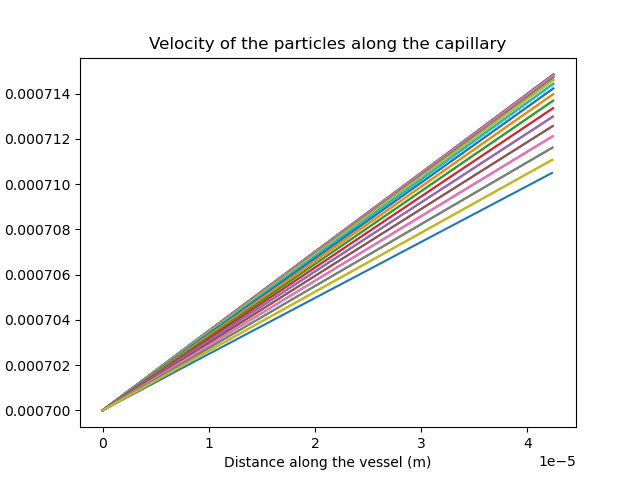 Velocity of the particles along the capillary
0.000714
0.000712
0.000710
0.000708
0.000706
0.000704
0.000702
0.000700
0 1 2 3 4
1e−5
Distance along the vessel (m)